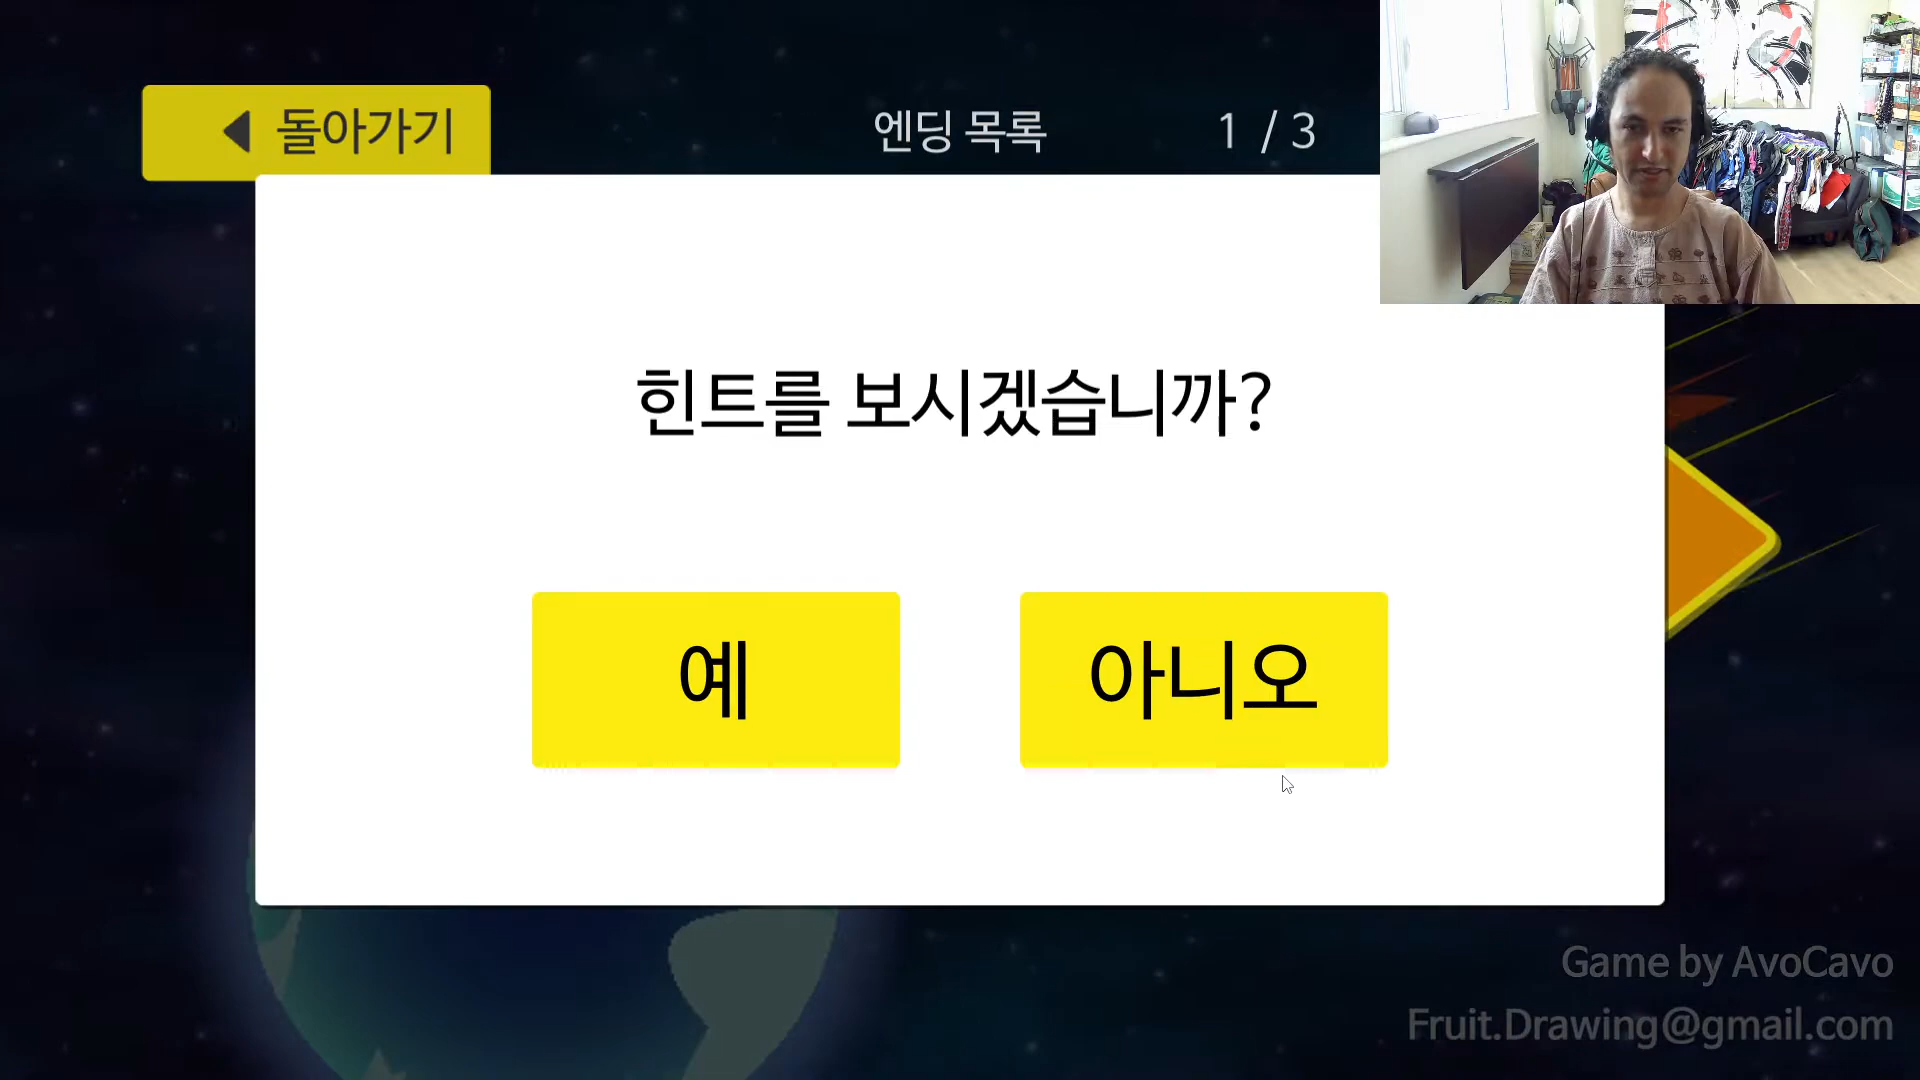 돌아가기
엔딩 목록
1 / 3
힌트를 보시겠습니까?
예
아니오
Game by AvoCavo
Fruit.Drawing@gmail.com